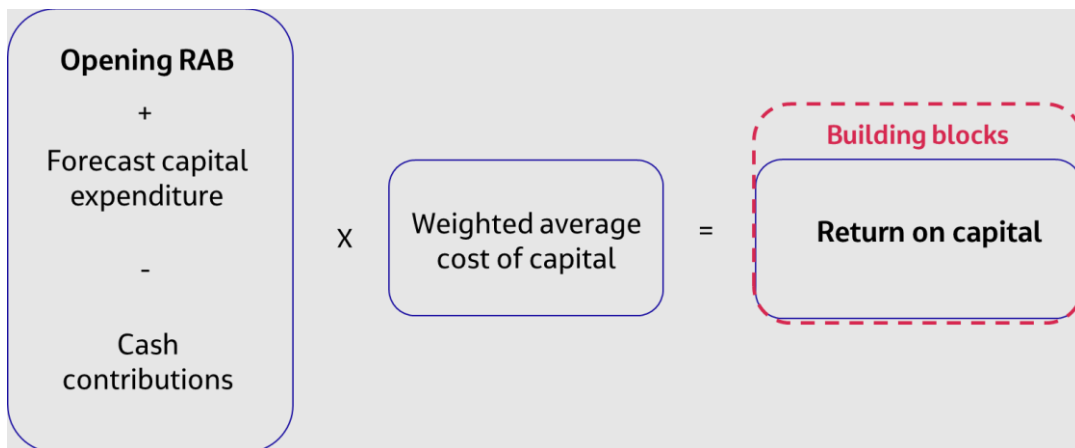 Opening RAB
+
Forecast capital
expenditure
-
Cash
contributions
X
Weighted average
cost of capital
=
Building blocks
Return on capital